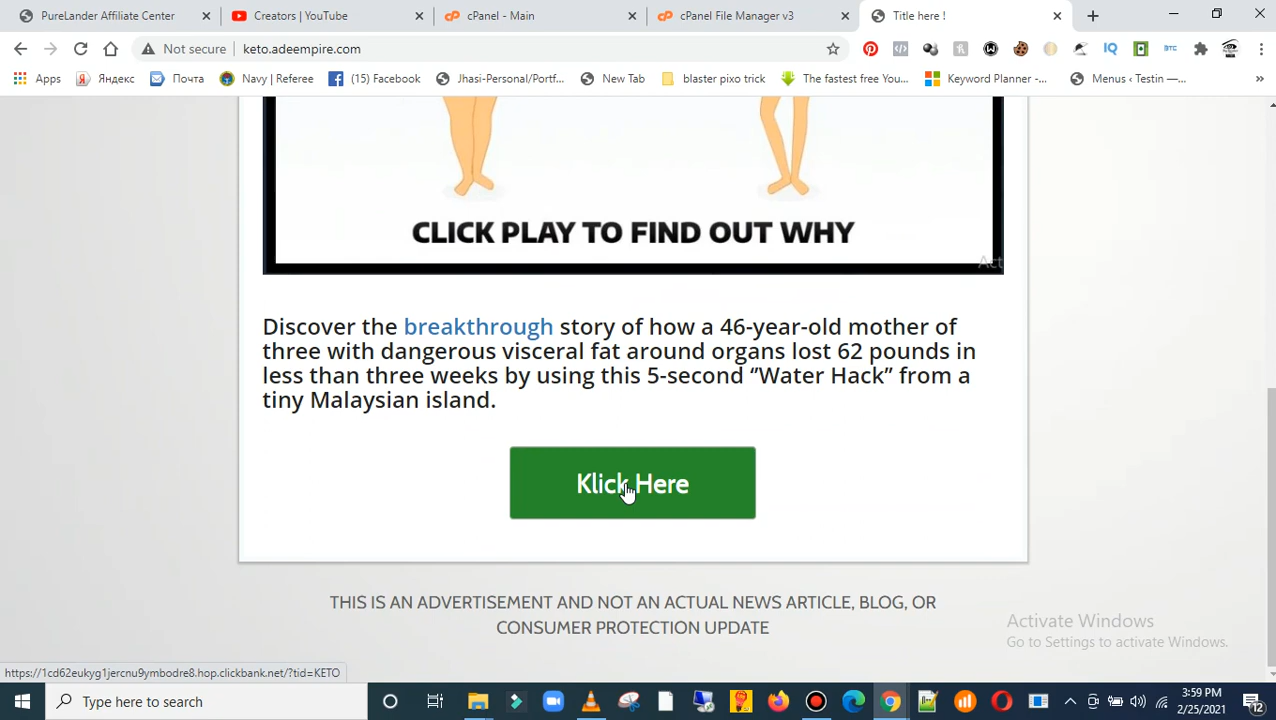 PureLander Affiliate Center
Creators | YouTube
cPanel - Main
cPanel File Manager v3
Title here !
Not secure
keto.adeempire.com
Apps
Яндекс
Почта
Navy | Referee
(15) Facebook
Jhasi-Personal/Portf...
New Tab
blaster pixo trick
The fastest free You...
Keyword Planner -...
Menus ‹ Testin —...
»
CLICK PLAY TO FIND OUT WHY
Act
Discover the breakthrough story of how a 46-year-old mother of
three with dangerous visceral fat around organs lost 62 pounds in
less than three weeks by using this 5-second “Water Hack” from a
tiny Malaysian island.
Klick Here
THIS IS AN ADVERTISEMENT AND NOT AN ACTUAL NEWS ARTICLE, BLOG, OR
CONSUMER PROTECTION UPDATE
Activate Windows
Go to Settings to activate Windows.
https://1cd62eukyg1jercnu9ymbodre8.hop.clickbank.net/?tid=KETO
Type here to search
3:59 PM
2/25/2021
12